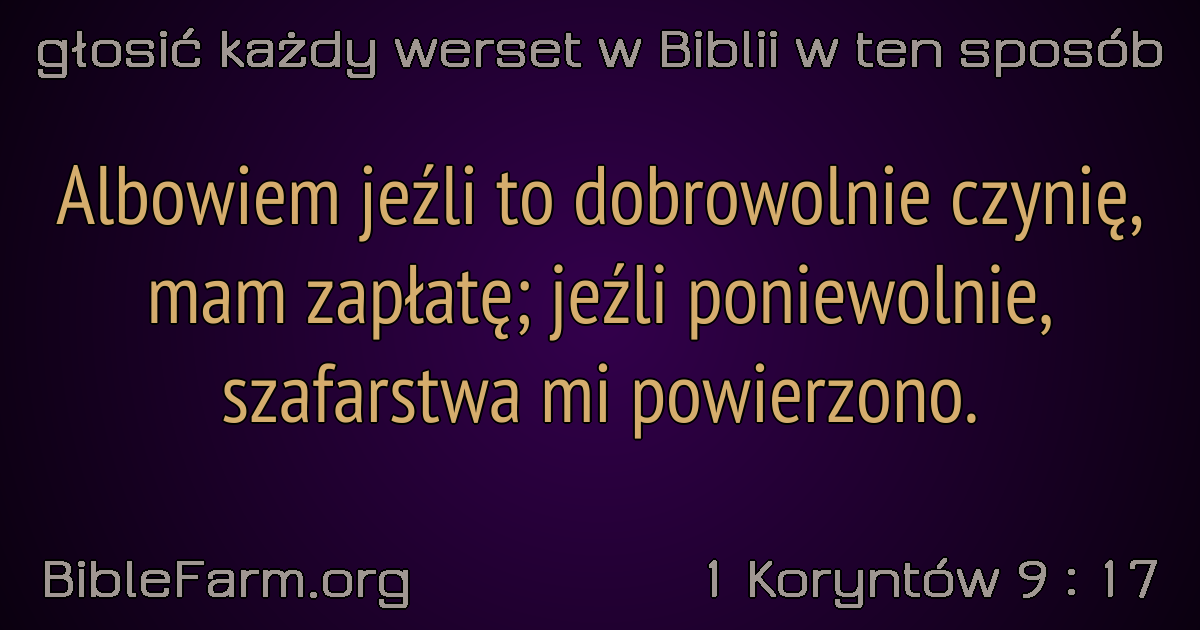 głosić każdy werset w Biblii w ten sposób
Albowiem jeźli to dobrowolnie czynię,
mam zapłatę; jeźli poniewolnie,
szafarstwa mi powierzono.
BibleFarm.org
1 Koryntów 9 : 17